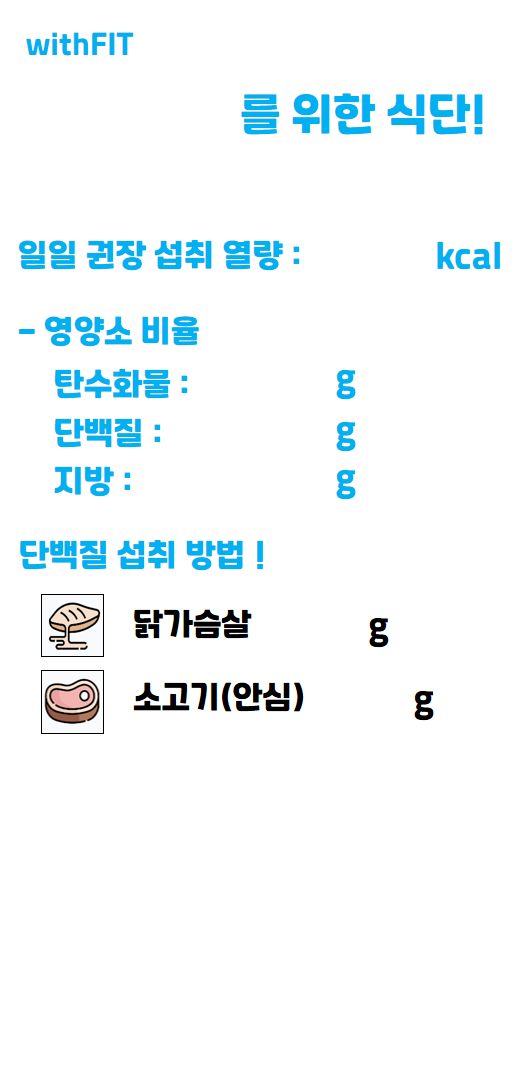 withFIT
를 위한 식단!
일일 권장 섭취 열량 : kcal
- 영양소 비율
탄수화물 : g
단백질 : g
지방 : g
단백질 섭취 방법 !
닭가슴살 g
소고기(안심) g